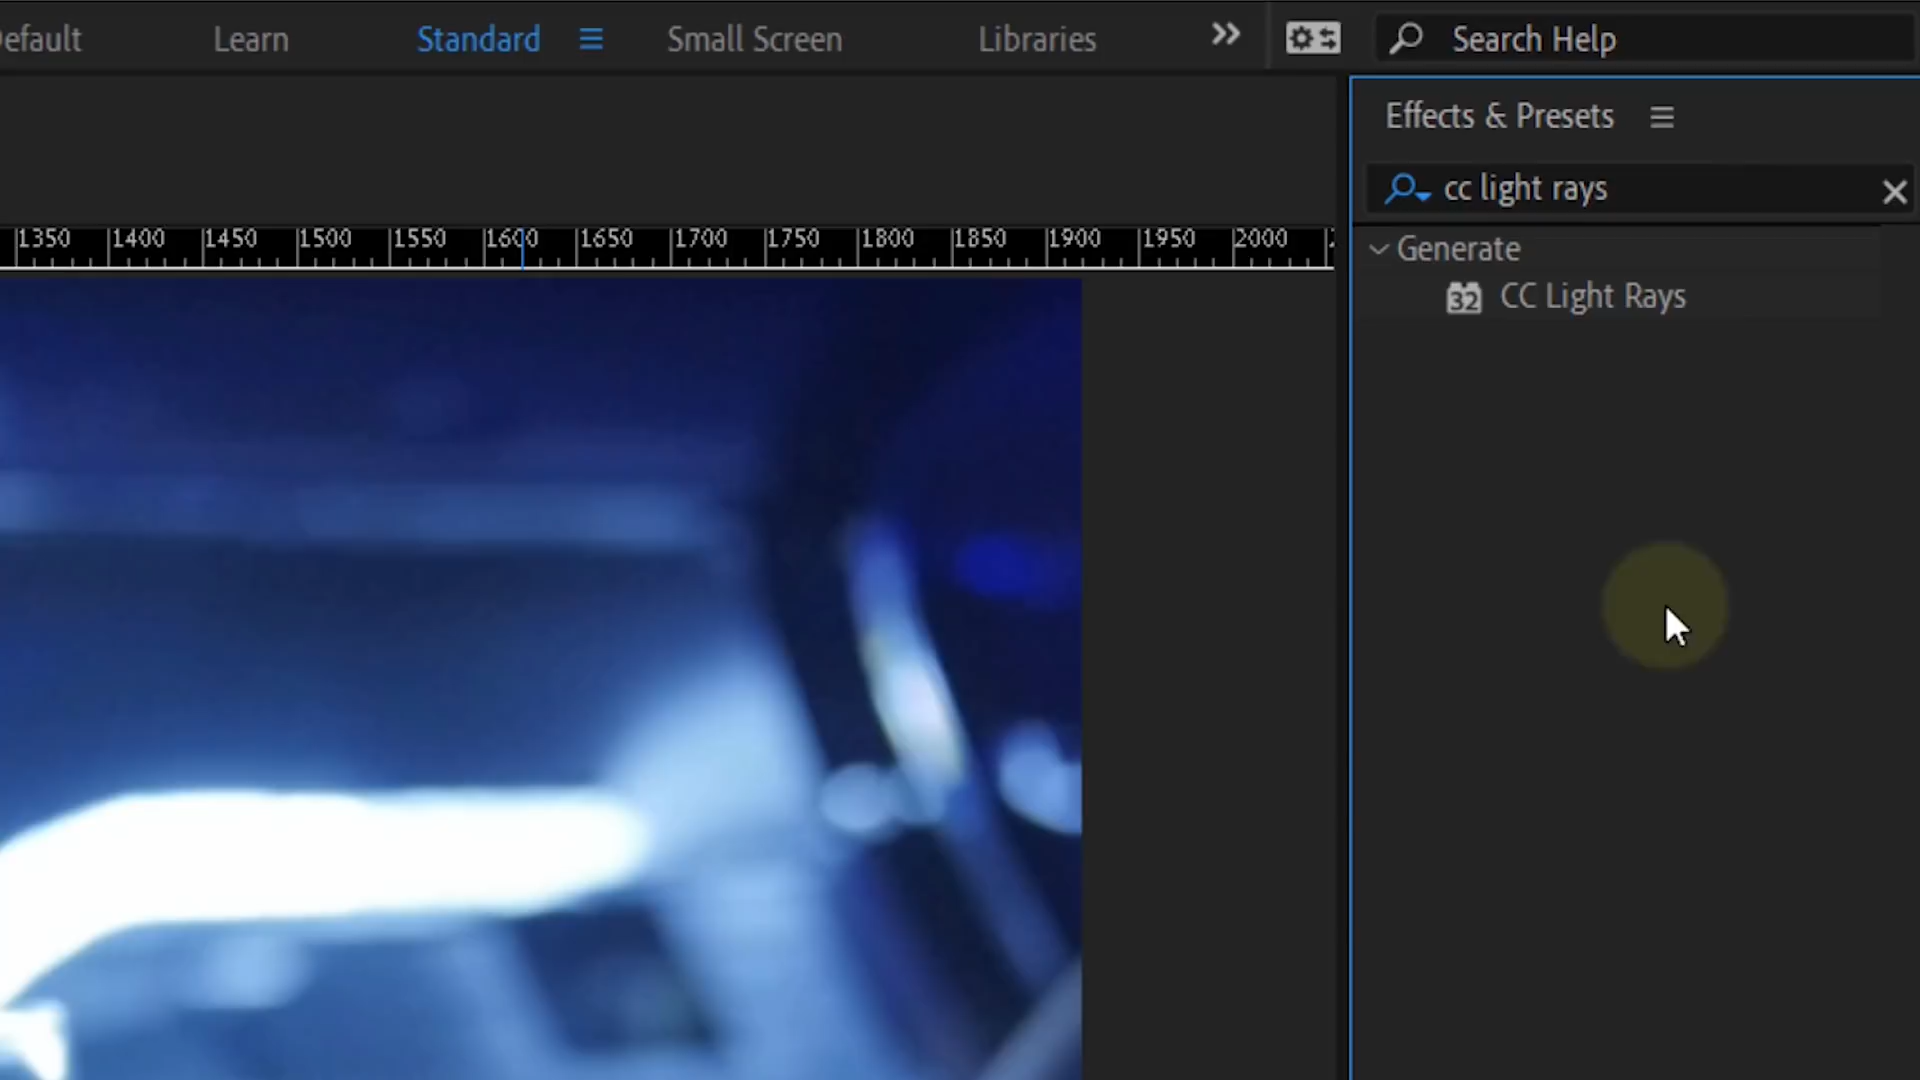 Learn
Standard
Small Screen
Libraries
Search Help
Effects & Presets
cc light rays
1350 1400 1450 1500 1550 1600 1650 1700 1750 1800 1850 1900 1950 2000
Generate
32 CC Light Rays